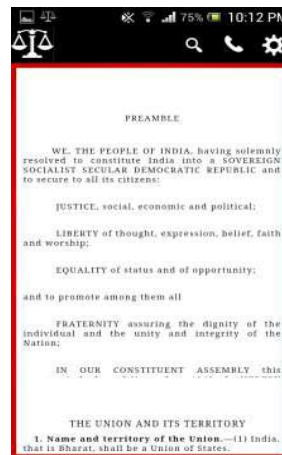 75% 10:12 PM
PREAMBLE
WE, THE PEOPLE OF INDIA, having solemnly
resolved to constitute India into a SOVEREIGN
SOCIALIST SECULAR DEMOCRATIC REPUBLIC and
to secure to all its citizens:
JUSTICE, social, economic and political;
LIBERTY of thought, expression, belief, faith
and worship;
EQUALITY of status and of opportunity;
and to promote among them all
FRATERNITY assuring the dignity of the
individual and the unity and integrity of the
Nation;
IN OUR CONSTITUENT ASSEMBLY this
THE UNION AND ITS TERRITORY
1. Name and territory of the Union.—(1) India,
that is Bharat, shall be a Union of States.